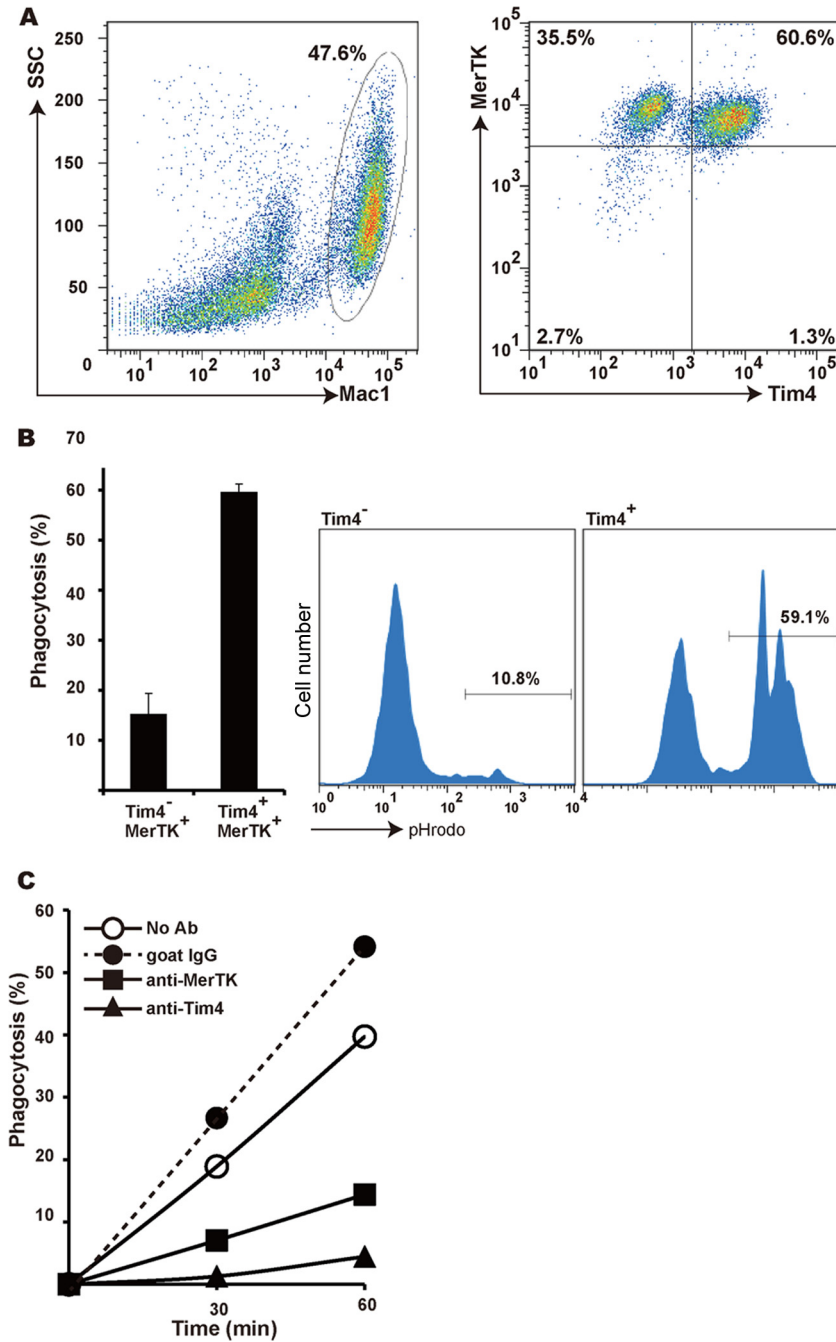 A
SSC
250
200
150
100
50
0
47.6%
10^1 10^2 10^3 10^4 10^5
Mac1
MerTK
10^5
10^4
10^3
10^2
10^1
35.5% 60.6%
2.7% 1.3%
10^1 10^2 10^3 10^4 10^5
Tim4
B
Phagocytosis (%)
70
60
50
40
30
20
10
Tim4^- Tim4^+
MerTK^+ MerTK^+
Cell number
Tim4^-
10.8%
10^0 10^1 10^2 10^3 10^4
pHrodo
Tim4^+
59.1%
C
Phagocytosis (%)
60
50
40
30
20
10
No Ab
goat IgG
anti-MerTK
anti-Tim4
30 60
Time (min)